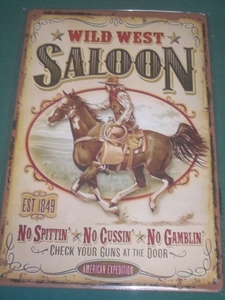 WILD WEST
SALOON
EST 1849
NO SPITTIN' ★ NO CUSSIN' ★ NO GAMBLIN'
~ CHECK YOUR GUNS AT THE DOOR ~
AMERICAN EXPEDITION